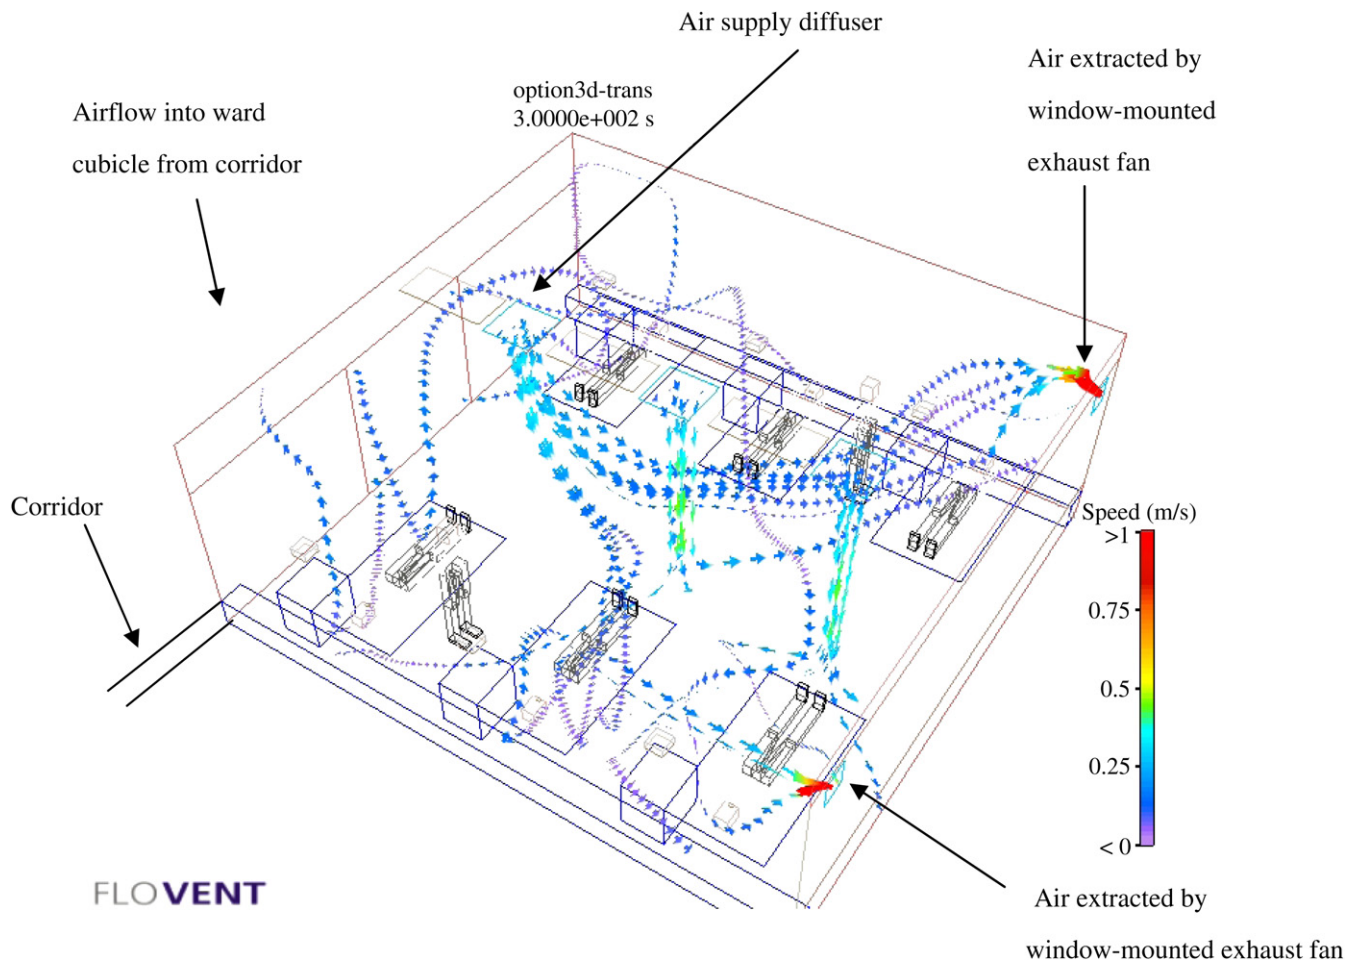 Air supply diffuser
Air extracted by
window-mounted
exhaust fan
option3d-trans
3.0000e+002 s
Airflow into ward
cubicle from corridor
Corridor
Speed (m/s)
>1
0.75
0.5
0.25
< 0
FLOVENT
Air extracted by
window-mounted exhaust fan